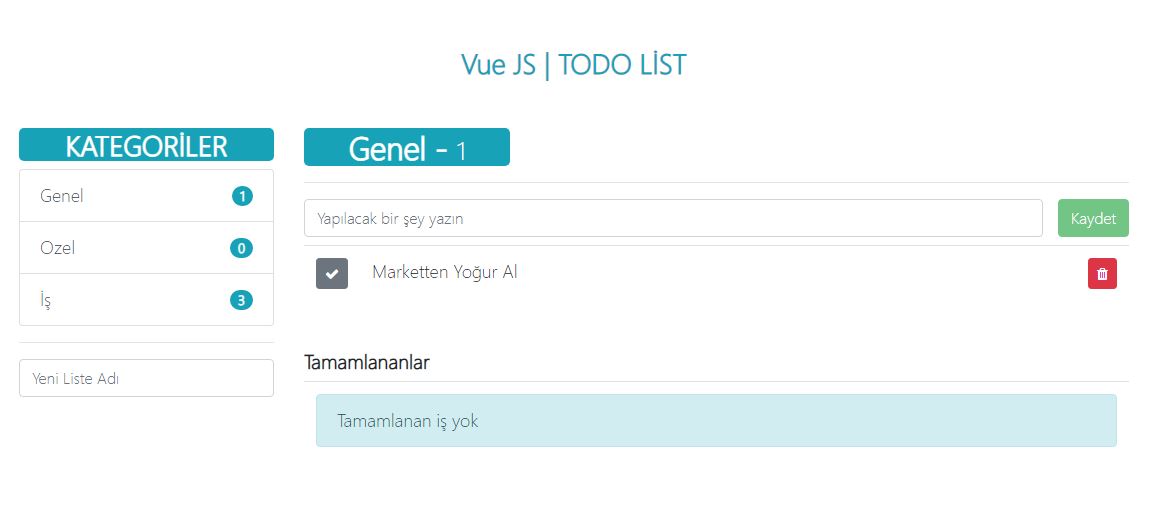 Vue JS | TODO LİST
KATEGORİLER
Genel 1
Ozel 0
İş 3
Yeni Liste Adı
Genel - 1
Yapılacak bir şey yazın Kaydet
Marketten Yoğur Al
Tamamlananlar
Tamamlanan iş yok